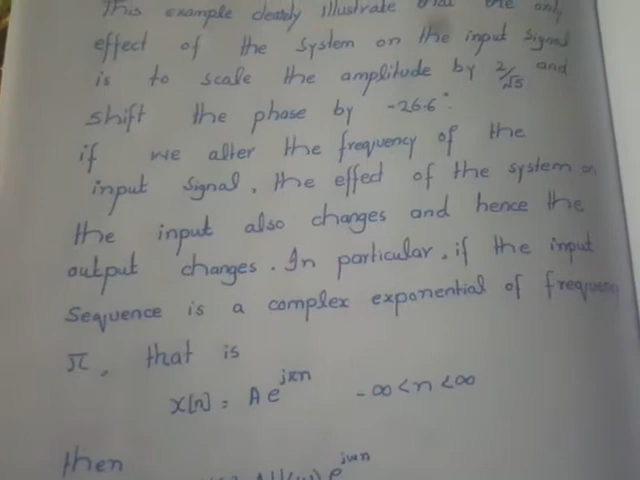 This example clearly illustrate that the only
effect of the system on the input signal
is to scale the amplitude by 2/√5 and
shift the phase by -26.6°.
if we alter the frequency of the
input signal, the effect of the system on
the input also changes and hence the
output changes. In particular, if the input
Sequence is a complex exponential of frequency
π, that is
x[n] = A e^{jπn} -∞ < n < ∞
then
e^{jωn}